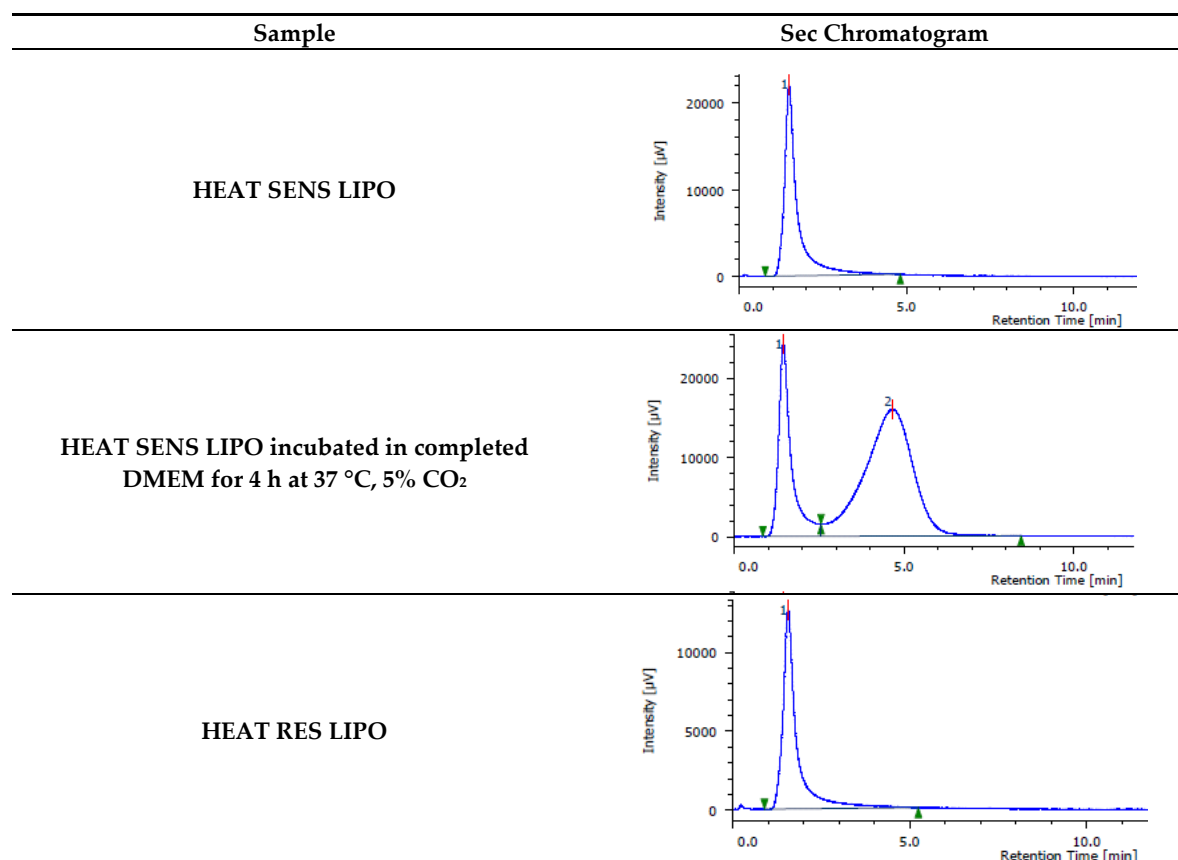 Sample Sec Chromatogram
HEAT SENS LIPO
1
20000
10000
0
Intensity [µV]
0.0 5.0 10.0
Retention Time [min]
HEAT SENS LIPO incubated in completed
DMEM for 4 h at 37 °C, 5% CO₂
1
2
20000
10000
0
Intensity [µV]
0.0 5.0 10.0
Retention Time [min]
HEAT RES LIPO
1
10000
5000
0
Intensity [µV]
0.0 5.0 10.0
Retention Time [min]